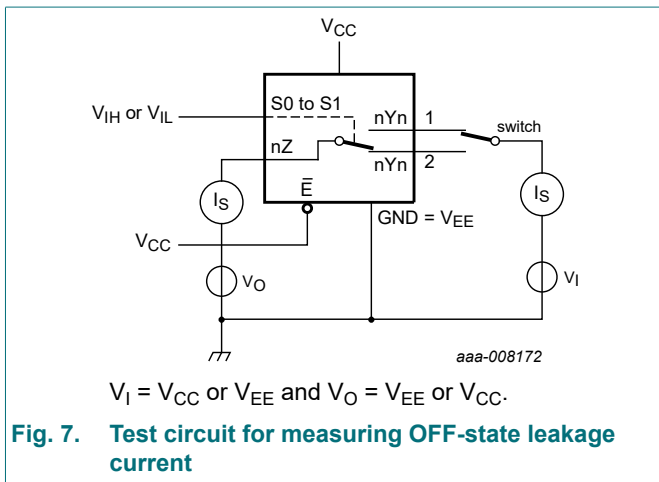 VCC
VIH or VIL
S0 to S1
nYn 1
switch
nZ
nYn 2
IS
E̅
IS
GND = VEE
VCC
VO
VI
aaa-008172
VI = VCC or VEE and VO = VEE or VCC.
Fig. 7. Test circuit for measuring OFF-state leakage
current